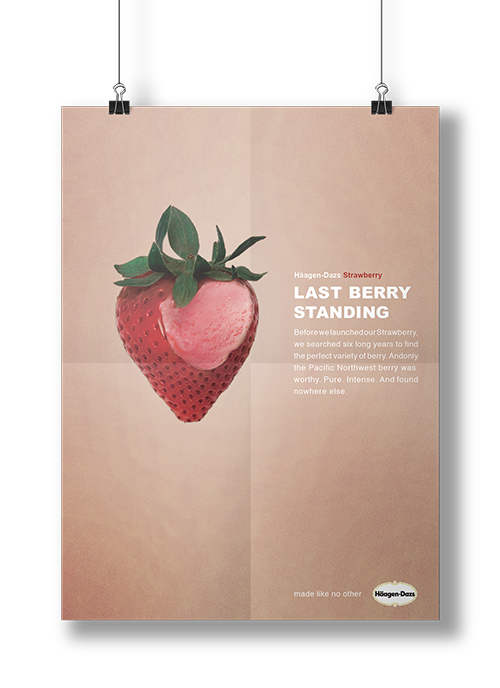 Häagen-Dazs Strawberry
LAST BERRY
STANDING
Before we launched our Strawberry,
we searched six long years to find
the perfect variety of berry. And only
the Pacific Northwest berry was
worthy. Pure. Intense. And found
nowhere else.
made like no other
Häagen-Dazs